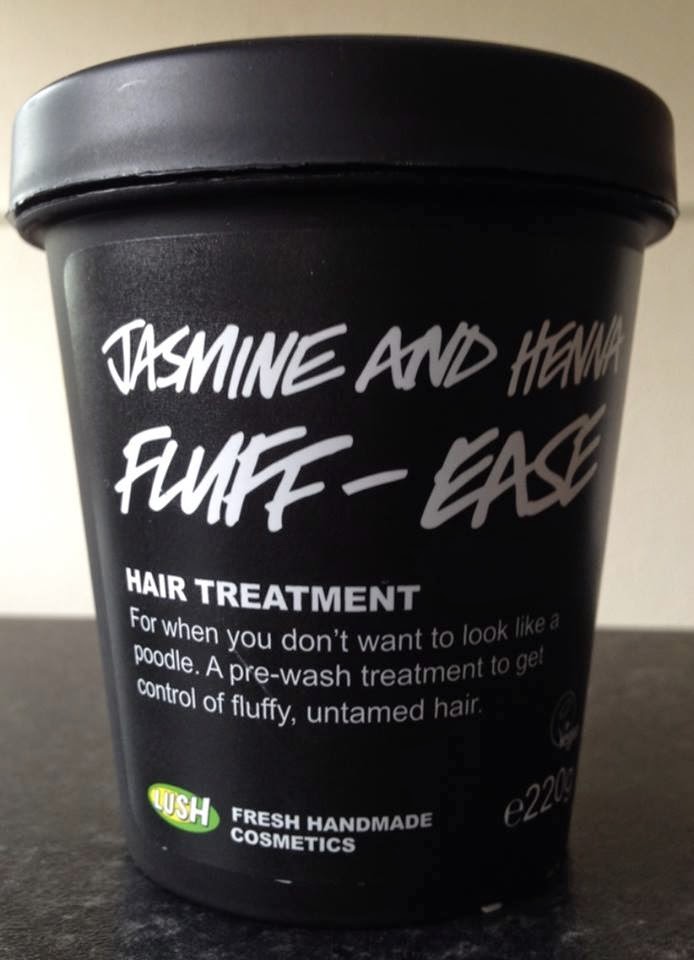 JASMINE AND HENNA
FLUFF-EASE
HAIR TREATMENT
For when you don't want to look like a
poodle. A pre-wash treatment to get
control of fluffy, untamed hair.
LUSH
FRESH HANDMADE
COSMETICS
e220g